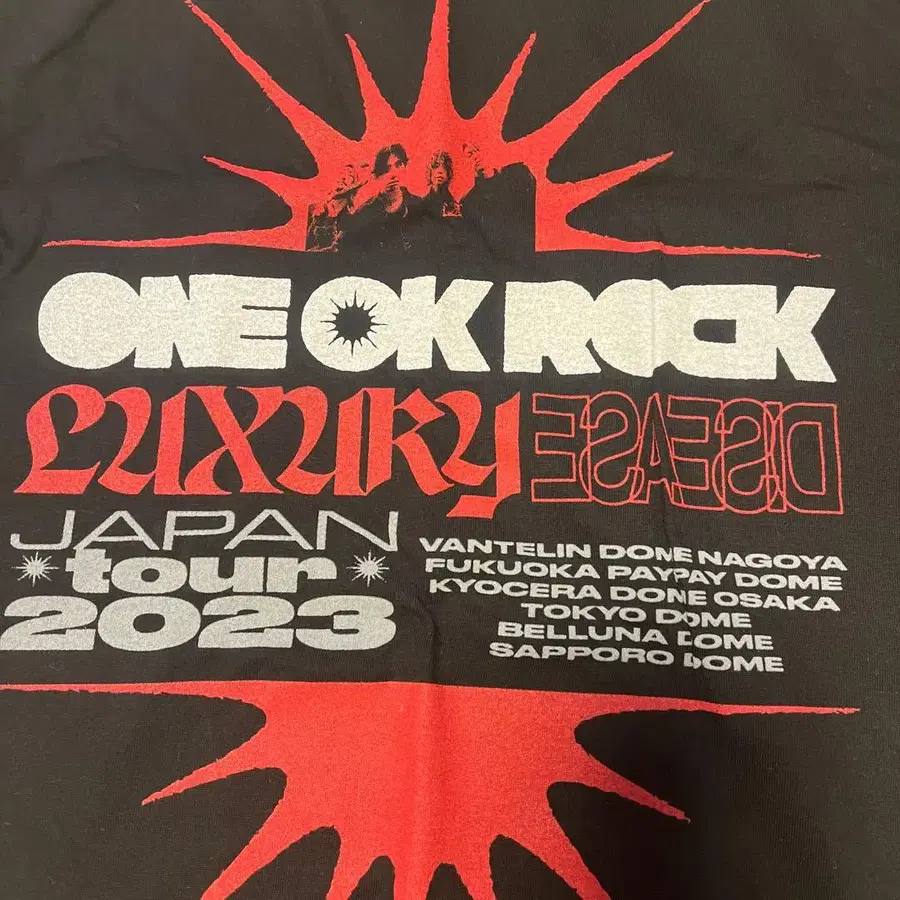 ONE OK ROCK
LUXURY DISEASE
JAPAN
tour
2023
VANTELIN DOME NAGOYA
FUKUOKA PAYPAY DOME
KYOCERA DOME OSAKA
TOKYO DOME
BELLUNA DOME
SAPPORO DOME